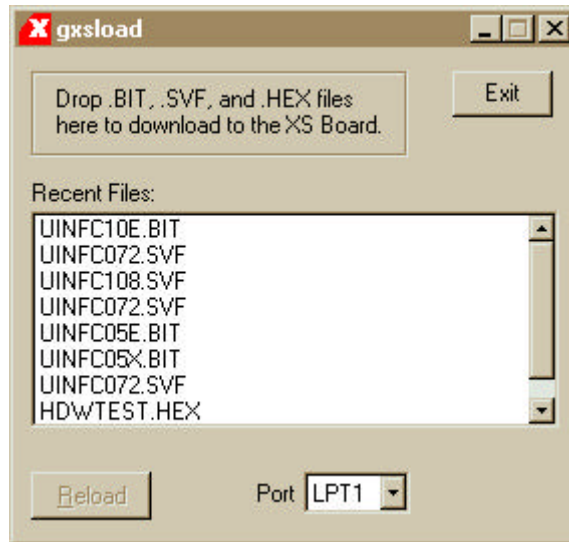 X gxsload
Drop .BIT, .SVF, and .HEX files
here to download to the XS Board.
Exit
Recent Files:
UINFC10E.BIT
UINFC072.SVF
UINFC108.SVF
UINFC072.SVF
UINFC05E.BIT
UINFC05X.BIT
UINFC072.SVF
HDWTEST.HEX
Reload
Port LPT1